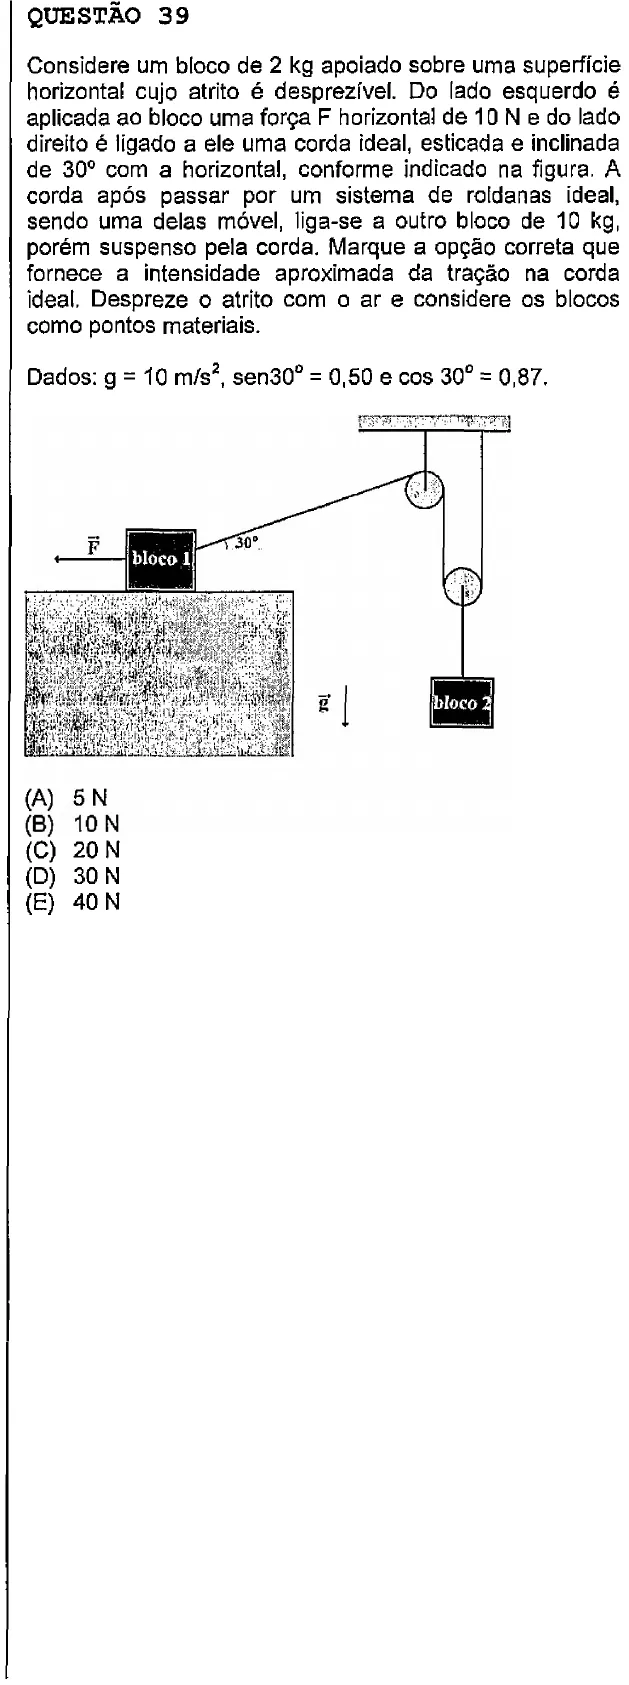 QUESTÃO 39
Considere um bloco de 2 kg apoiado sobre uma superfície
horizontal cujo atrito é desprezível. Do lado esquerdo é
aplicada ao bloco uma força F horizontal de 10 N e do lado
direito é ligado a ele uma corda ideal, esticada e inclinada
de 30º com a horizontal, conforme indicado na figura. A
corda após passar por um sistema de roldanas ideal,
sendo uma delas móvel, liga-se a outro bloco de 10 kg,
porém suspenso pela corda. Marque a opção correta que
fornece a intensidade aproximada da tração na corda
ideal. Despreze o atrito com o ar e considere os blocos
como pontos materiais.
Dados: g = 10 m/s², sen30º = 0,50 e cos 30º = 0,87.
F
bloco 1
30º
g
bloco 2
(A) 5 N
(B) 10 N
(C) 20 N
(D) 30 N
(E) 40 N